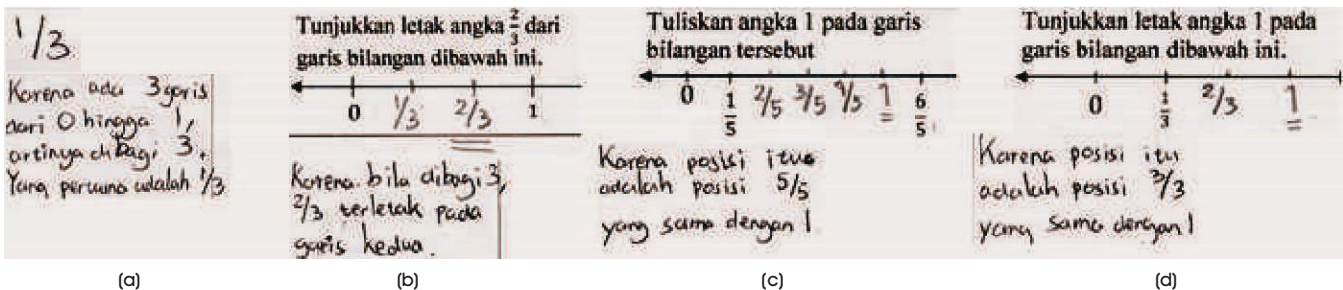 1/3
Karena ada 3 garis
dari 0 hingga 1,
artinya dibagi 3.
Yang pertama adalah 1/3
(a)
Tunjukkan letak angka 2/3 dari
garis bilangan dibawah ini.
0 1/3 2/3 1
Karena bila dibagi 3,
2/3 terletak pada
garis kedua.
(b)
Tuliskan angka 1 pada garis
bilangan tersebut
0 1/5 2/5 3/5 4/5 1 6/5
Karena posisi itu
adalah posisi 5/5
yang sama dengan 1
(c)
Tunjukkan letak angka 1 pada
garis bilangan dibawah ini.
0 1/3 2/3 1
Karena posisi itu
adalah posisi 3/3
yang sama dengan 1
(d)